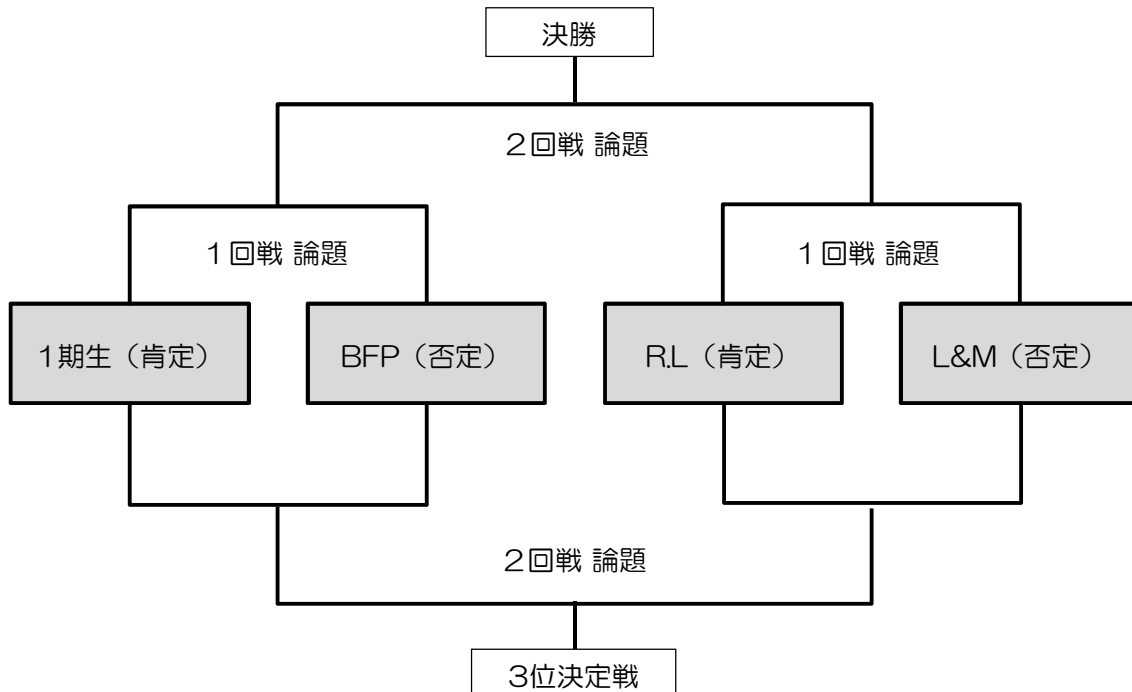 決勝
２回戦 論題
１回戦 論題
１回戦 論題
１期生（肯定）
BFP（否定）
R.L（肯定）
L&M（否定）
２回戦 論題
3位決定戦